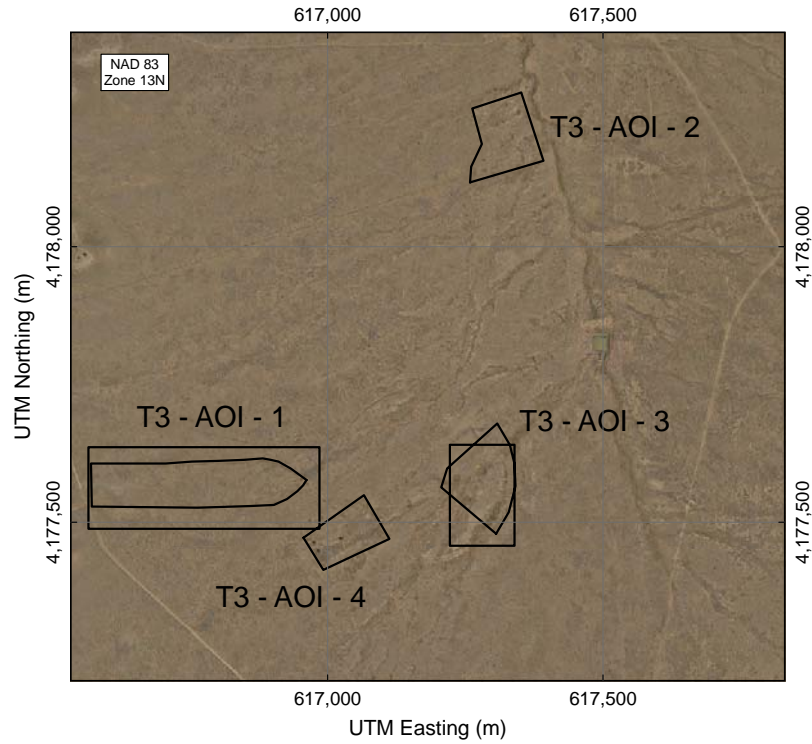 617,000
617,500
NAD 83
Zone 13N
T3 - AOI - 2
4,178,000
4,178,000
UTM Northing (m)
T3 - AOI - 1
T3 - AOI - 3
4,177,500
4,177,500
T3 - AOI - 4
617,000
617,500
UTM Easting (m)